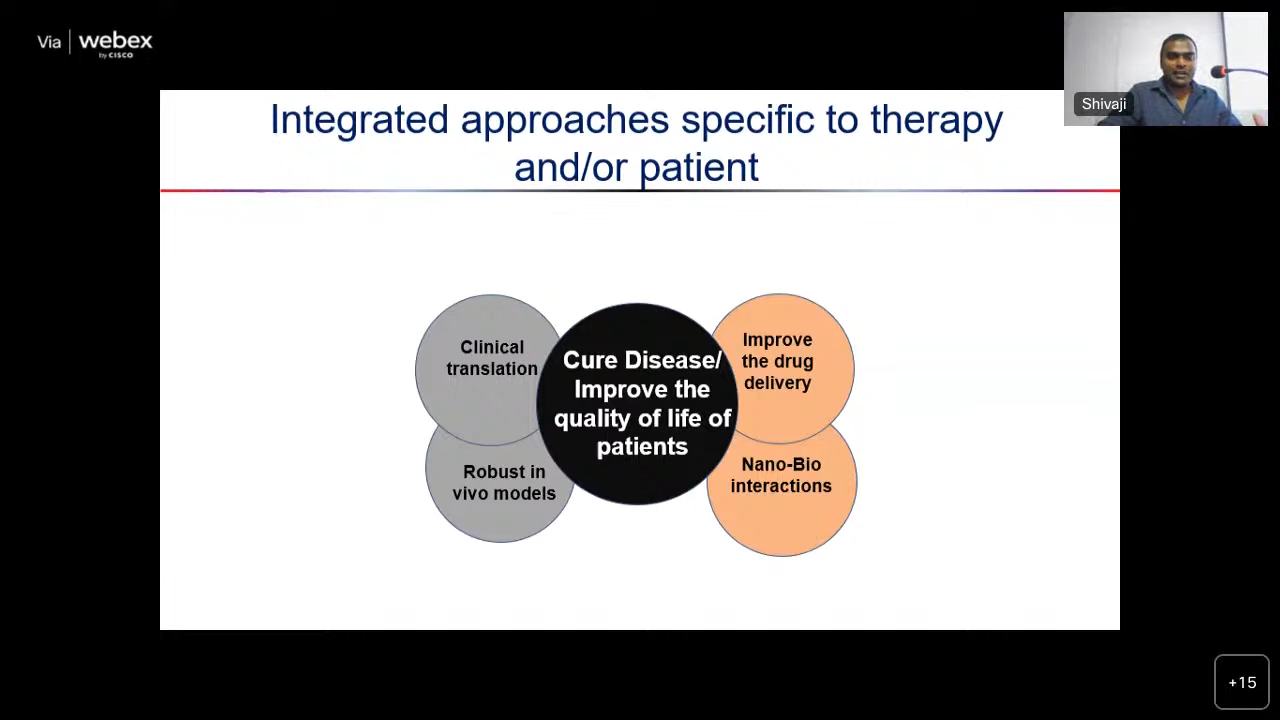 Via webex
by CISCO
Shivaji
Integrated approaches specific to therapy
and/or patient
Clinical
translation
Robust in
vivo models
Cure Disease/
Improve the
quality of life of
patients
Improve
the drug
delivery
Nano-Bio
interactions
+15